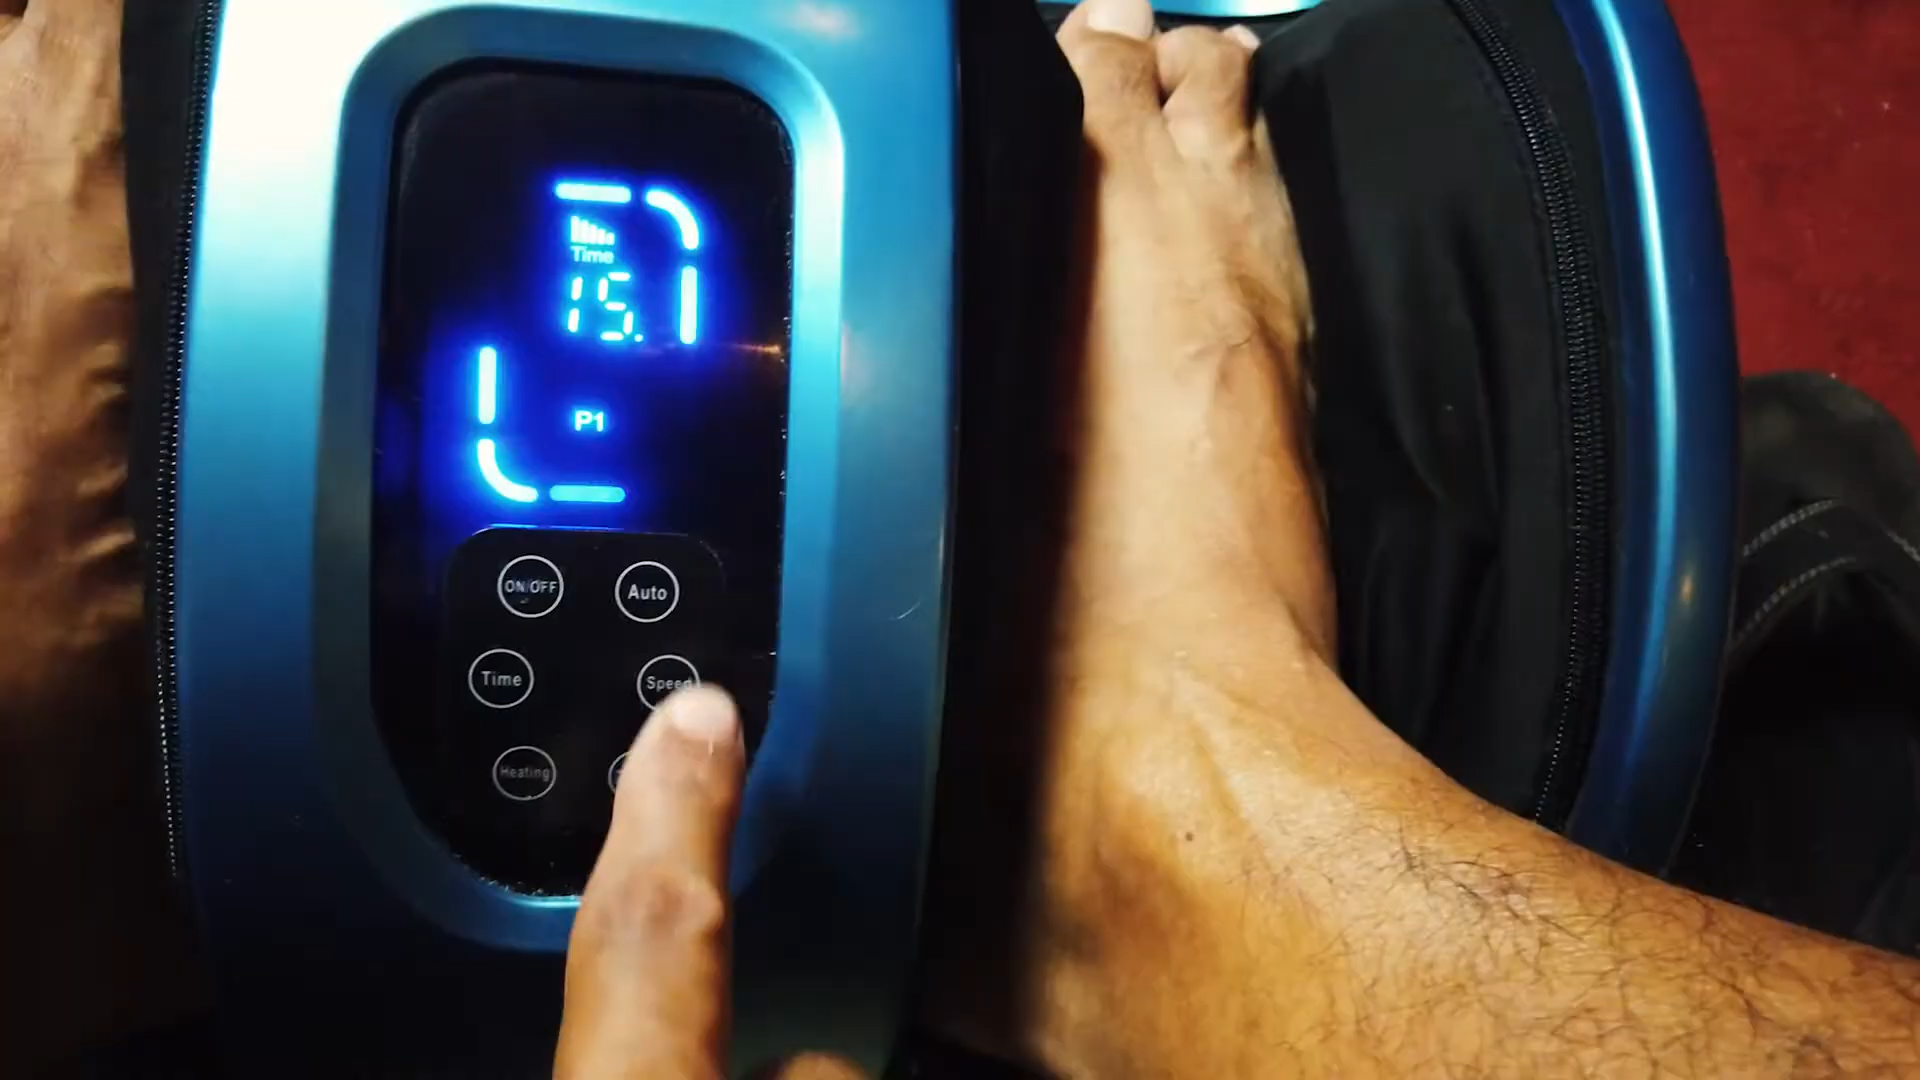 Time
15.
P1
ON/OFF
Auto
Time
Speed
Heating